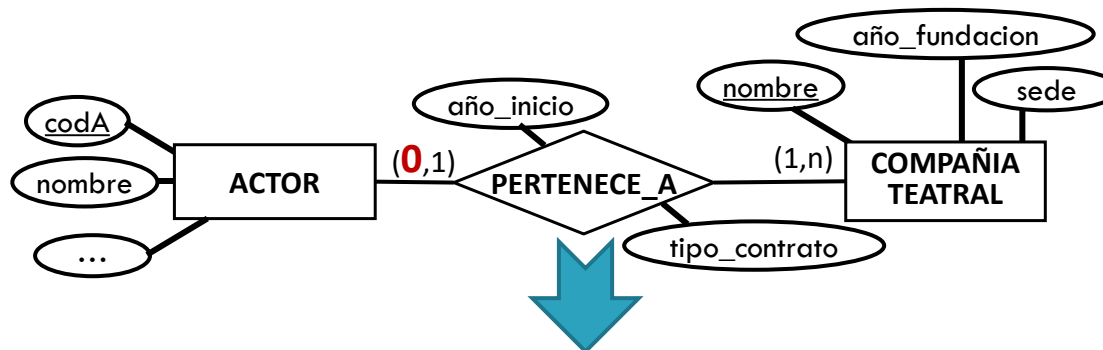 año_fundacion
nombre
sede
año_inicio
codA
nombre
ACTOR
(0,1)
PERTENECE_A
(1,n)
COMPAÑIA
TEATRAL
...
tipo_contrato